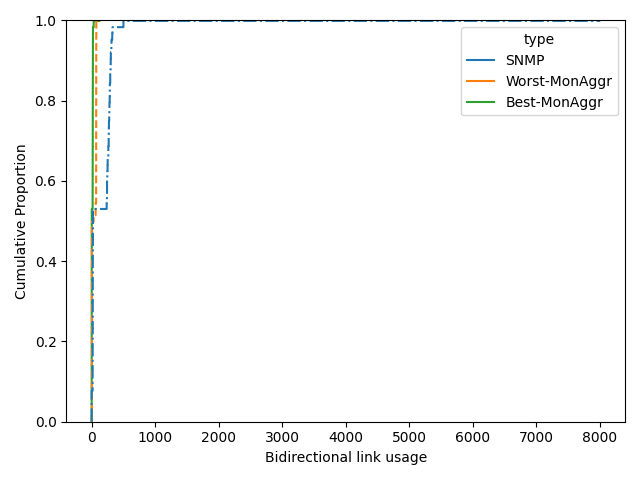 1.0
0.8
0.6
0.4
0.2
0.0
Cumulative Proportion
type
SNMP
Worst-MonAggr
Best-MonAggr
0 1000 2000 3000 4000 5000 6000 7000 8000
Bidirectional link usage